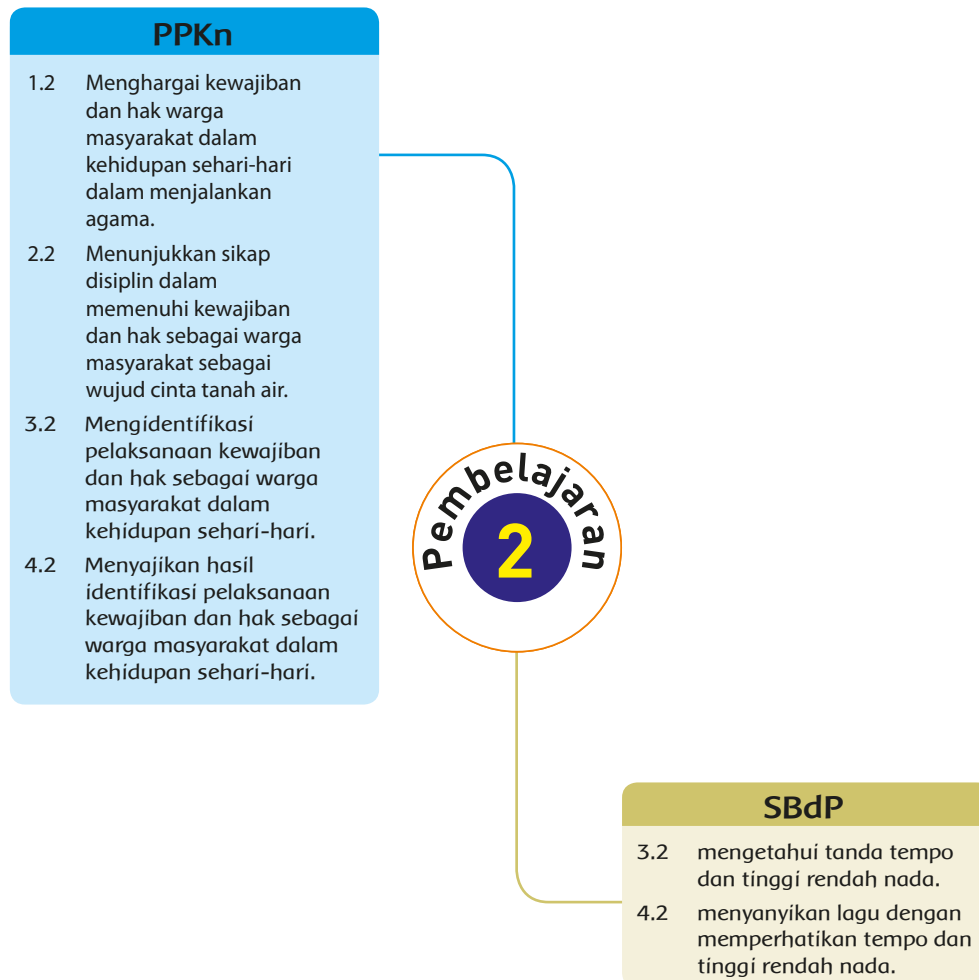 PPKn
1.2 Menghargai kewajiban
dan hak warga
masyarakat dalam
kehidupan sehari-hari
dalam menjalankan
agama.
2.2 Menunjukkan sikap
disiplin dalam
memenuhi kewajiban
dan hak sebagai warga
masyarakat sebagai
wujud cinta tanah air.
3.2 Mengidentifikasi
pelaksanaan kewajiban
dan hak sebagai warga
masyarakat dalam
kehidupan sehari-hari.
4.2 Menyajikan hasil
identifikasi pelaksanaan
kewajiban dan hak sebagai
warga masyarakat dalam
kehidupan sehari-hari.
Pembelajaran
2
SBdP
3.2 mengetahui tanda tempo
dan tinggi rendah nada.
4.2 menyanyikan lagu dengan
memperhatikan tempo dan
tinggi rendah nada.